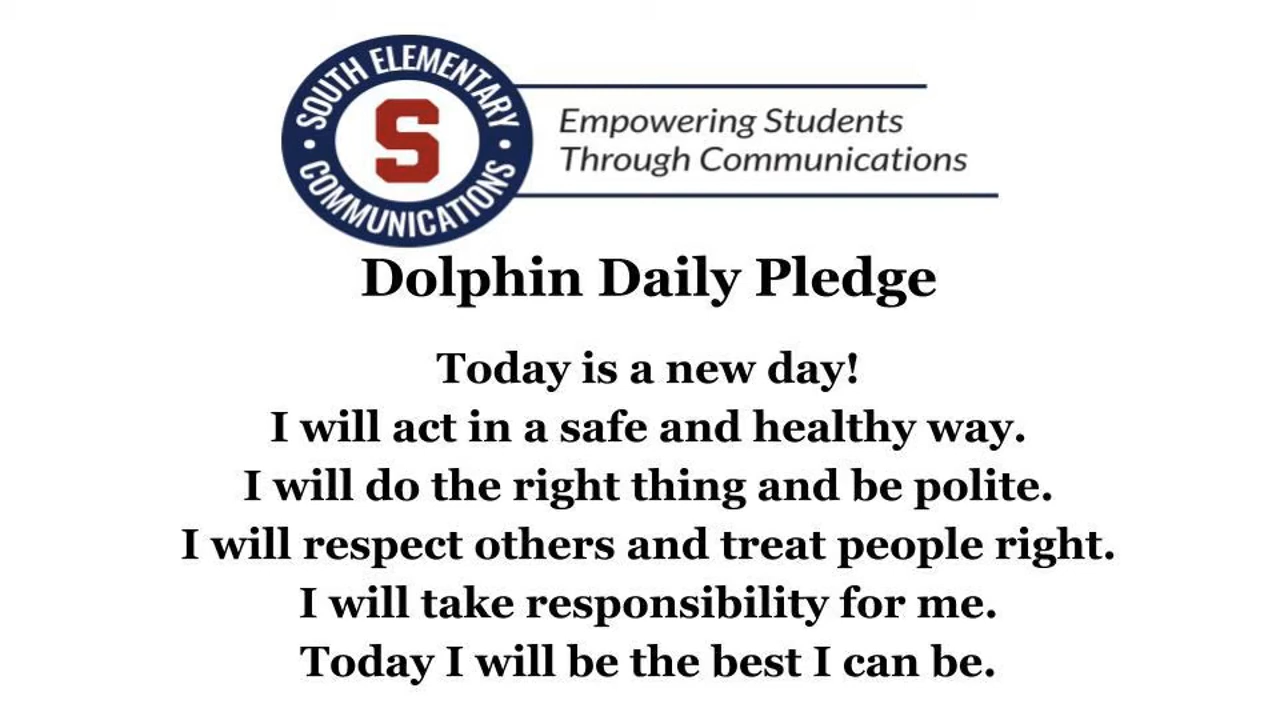 SOUTH ELEMENTARY
S
COMMUNICATIONS
Empowering Students
Through Communications
Dolphin Daily Pledge
Today is a new day!
I will act in a safe and healthy way.
I will do the right thing and be polite.
I will respect others and treat people right.
I will take responsibility for me.
Today I will be the best I can be.